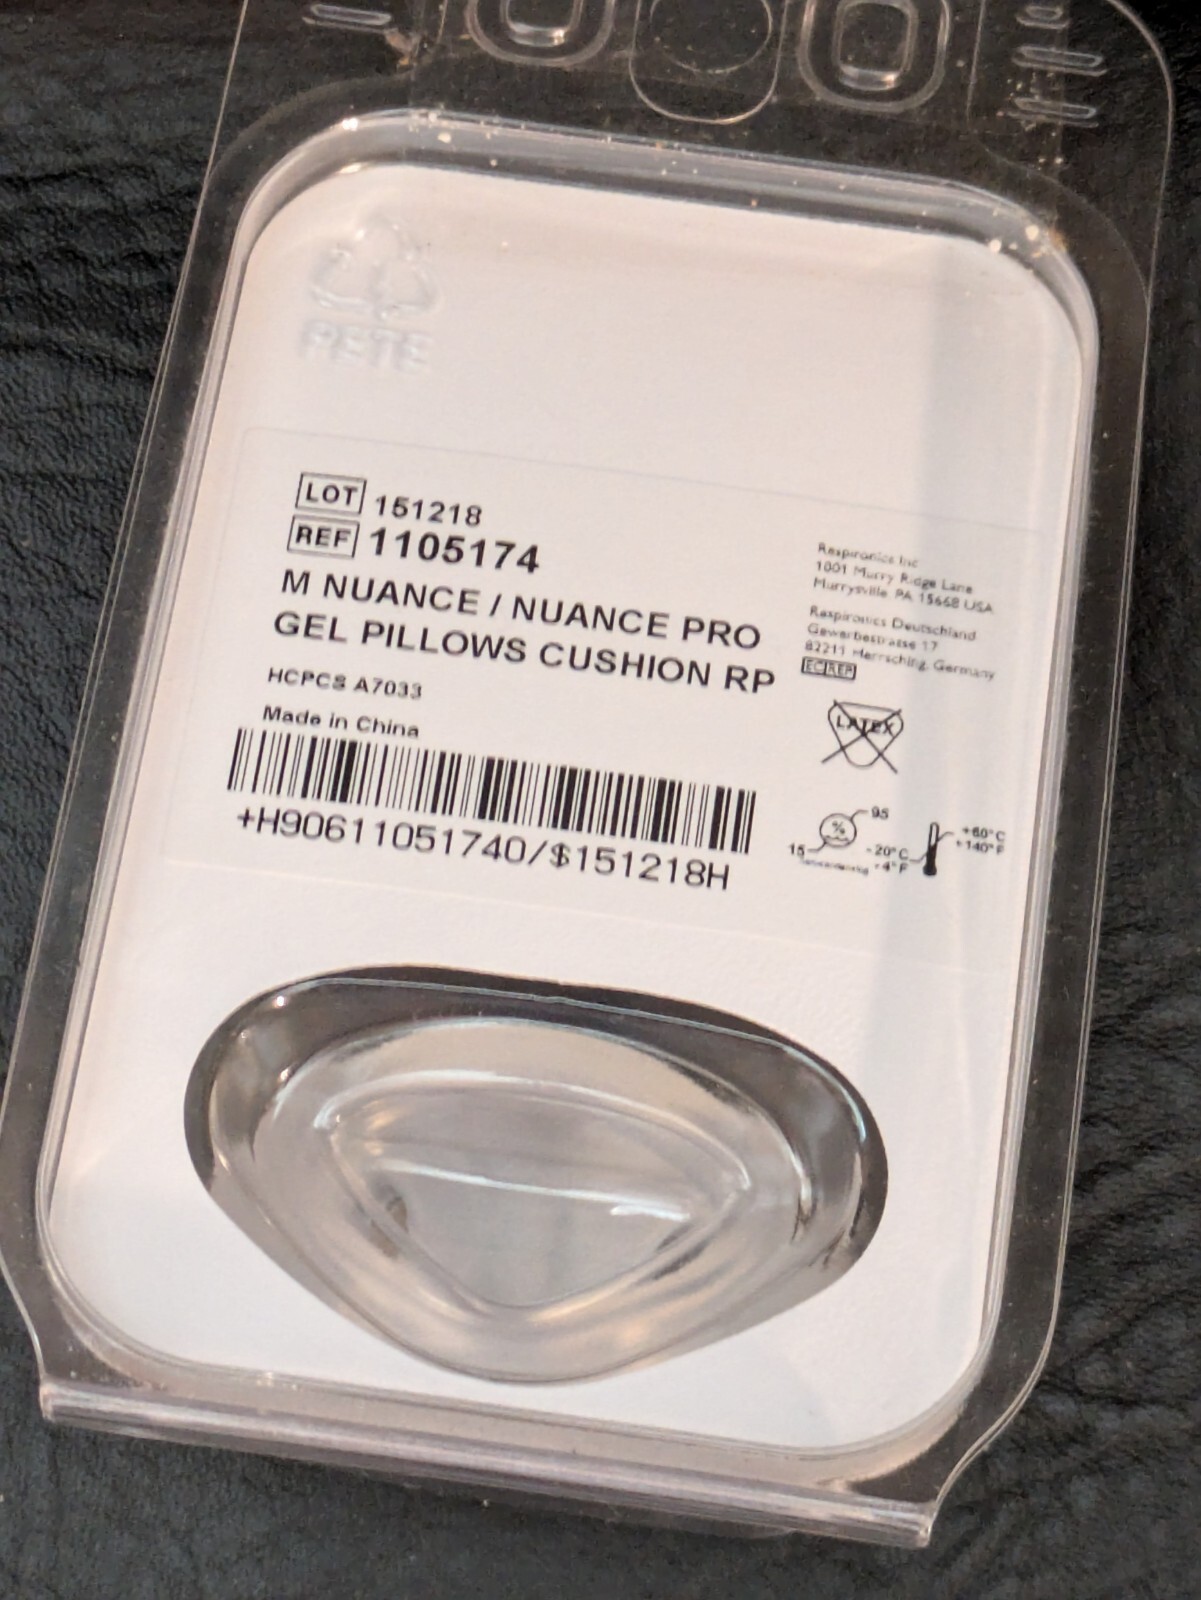 PETE
LOT 151218
REF 1105174
M NUANCE / NUANCE PRO
GEL PILLOWS CUSHION RP
HCPCS A7033
Made in China
+H90611051740/$151218H
Respironics Inc
1001 Murry Ridge Lane
Murrysville PA 15668 USA
Respironics Deutschland
Gewerbestrasse 17
82211 Herrsching, Germany
EC REP
LATEX
%
95
15
-20°C
-4°F
+60°C
+140°F